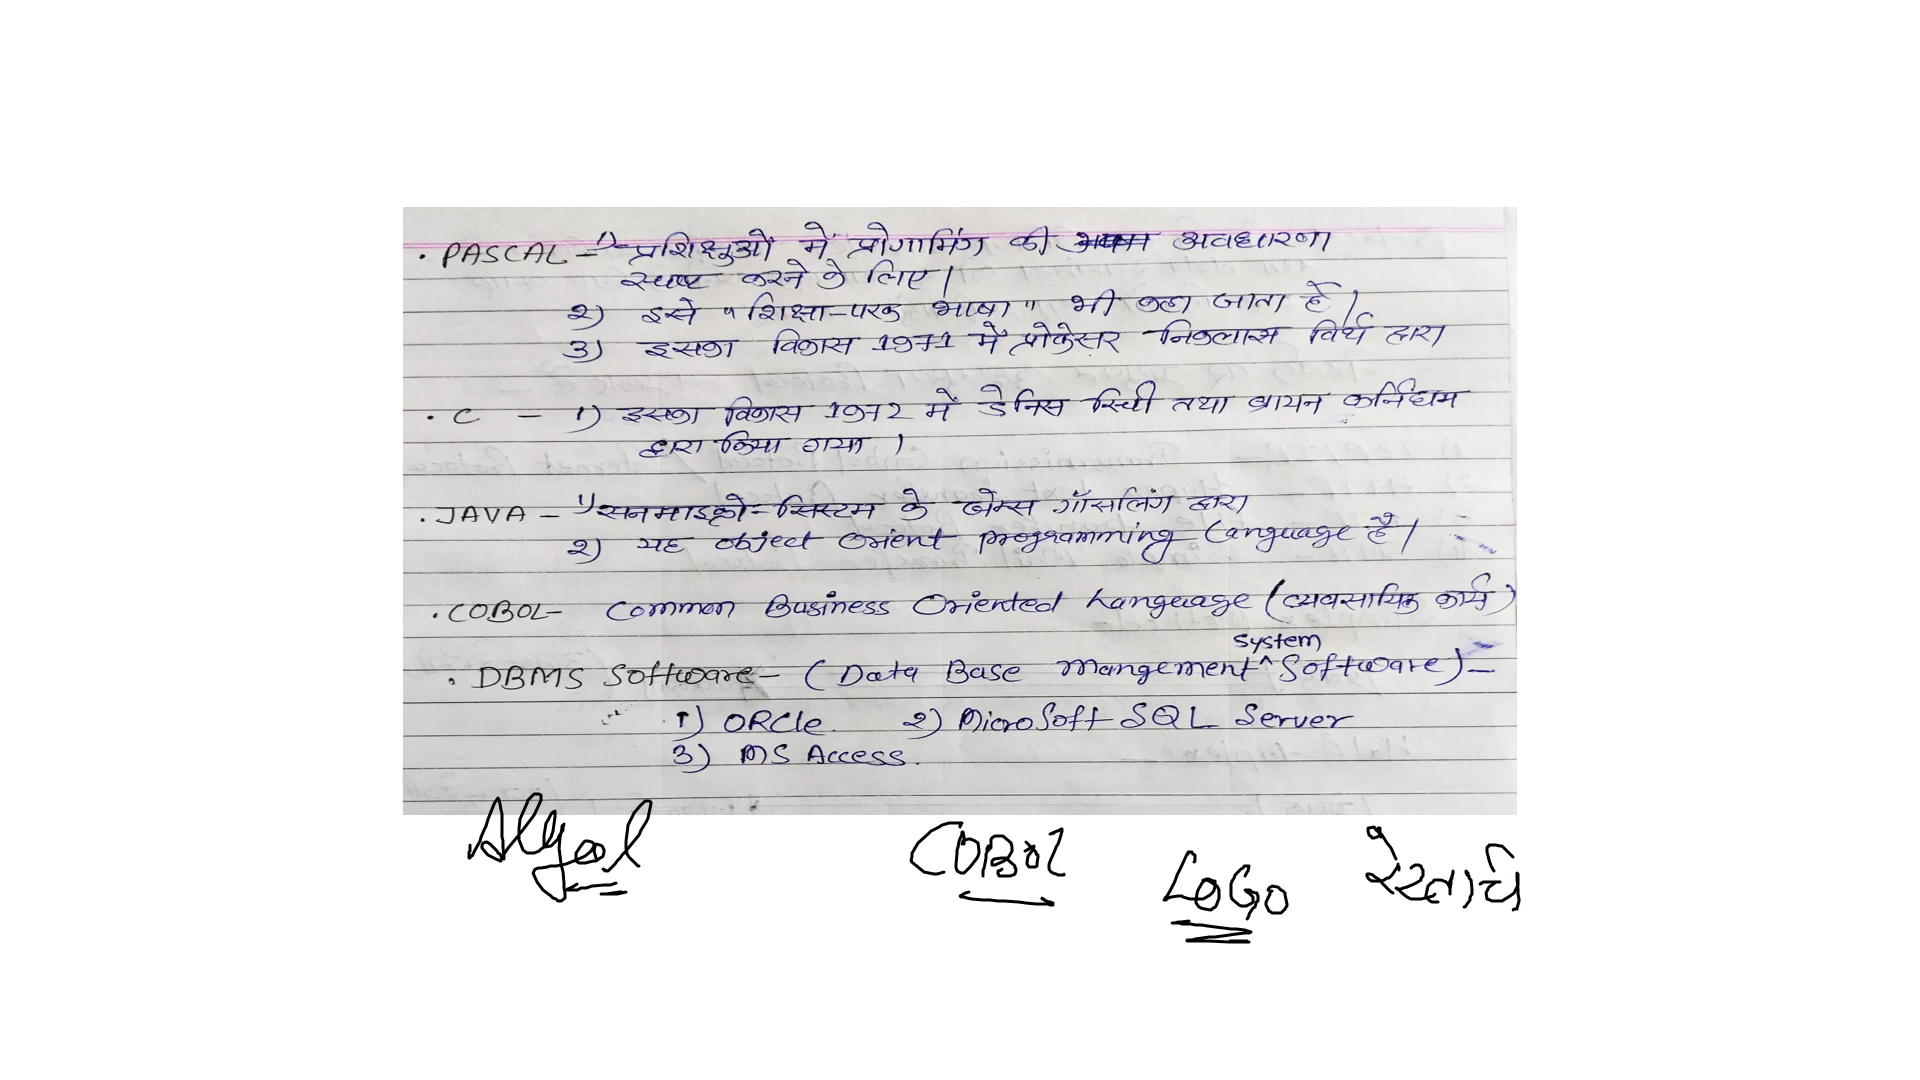 . PASCAL - 1) प्रशिक्षुओं में प्रोगामिंग की अवधारणा
स्पष्ट करने के लिए।
२) इसे "शिक्षा-परक भाषा" भी कहा जाता है।
3) इसका विकास 1971 में प्रोफेसर निकलास विर्थ द्वारा
. C - 1) इसका विकास 1972 में डेनिस रिची तथा ब्रायन कर्निघम
द्वारा किया गया ।
. JAVA - 1) सनमाइक्रो-सिस्टम के जेम्स गॉसलिंग द्वारा
२) यह object orient programming Language है।
. COBOL- Common Business Oriented Language (व्यवसायिक कार्य)
system
. DBMS Software - (Data Base Mangement ^ Software) -
1) ORCle 2) MicroSoft SQL Server
3) MS Access.
Algol COBOL LOGO